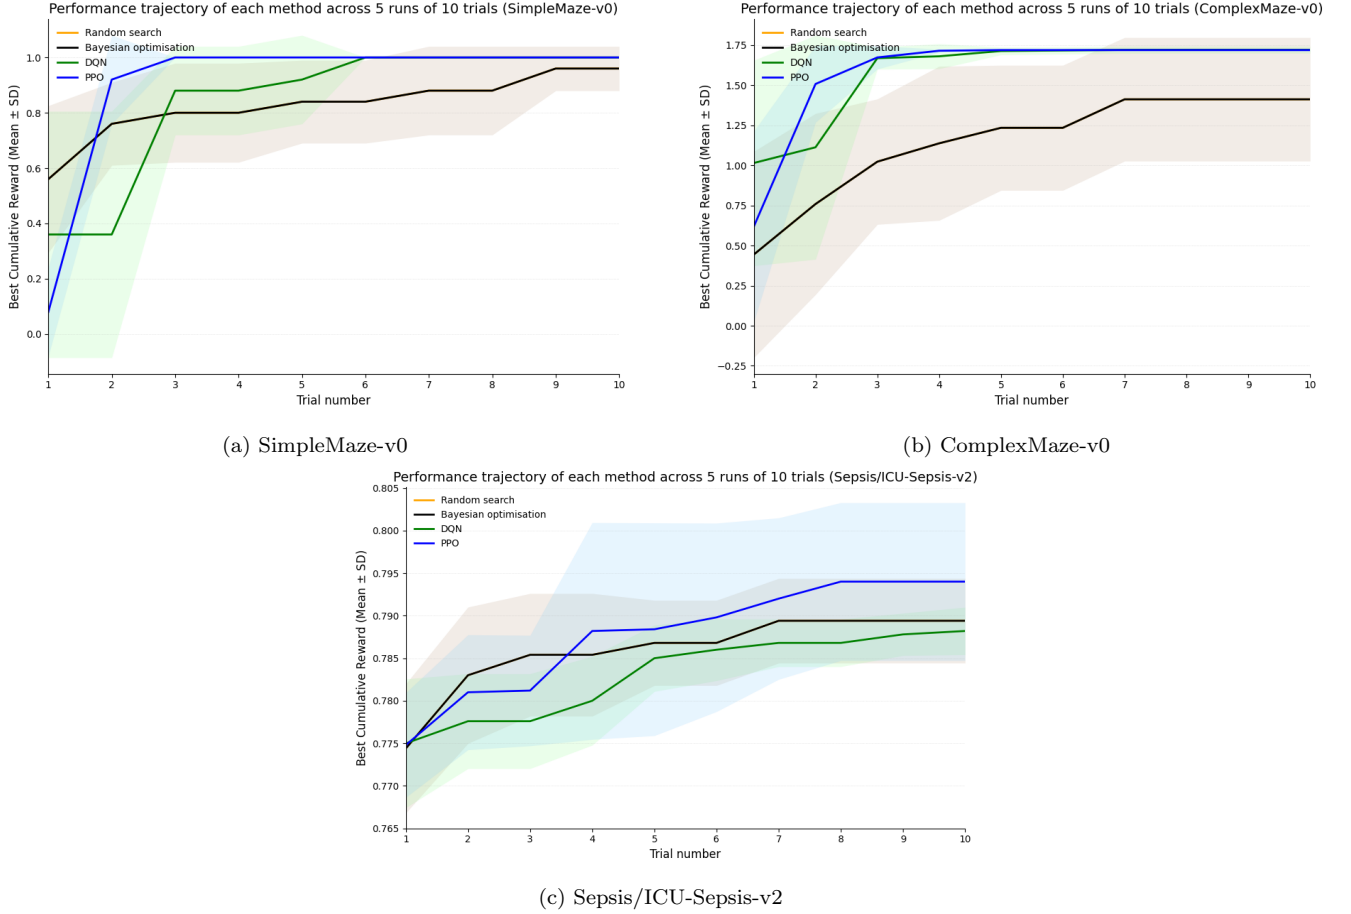 Performance trajectory of each method across 5 runs of 10 trials (SimpleMaze-v0)
Random search
Bayesian optimisation
DQN
PPO
1.0
0.8
0.6
0.4
0.2
0.0
Best Cumulative Reward (Mean ± SD)
1 2 3 4 5 6 7 8 9 10
Trial number
(a) SimpleMaze-v0
Performance trajectory of each method across 5 runs of 10 trials (ComplexMaze-v0)
Random search
Bayesian optimisation
DQN
PPO
1.75
1.50
1.25
1.00
0.75
0.50
0.25
0.00
−0.25
Best Cumulative Reward (Mean ± SD)
1 2 3 4 5 6 7 8 9 10
Trial number
(b) ComplexMaze-v0
Performance trajectory of each method across 5 runs of 10 trials (Sepsis/ICU-Sepsis-v2)
Random search
Bayesian optimisation
DQN
PPO
0.805
0.800
0.795
0.790
0.785
0.780
0.775
0.770
0.765
Best Cumulative Reward (Mean ± SD)
1 2 3 4 5 6 7 8 9 10
Trial number
(c) Sepsis/ICU-Sepsis-v2